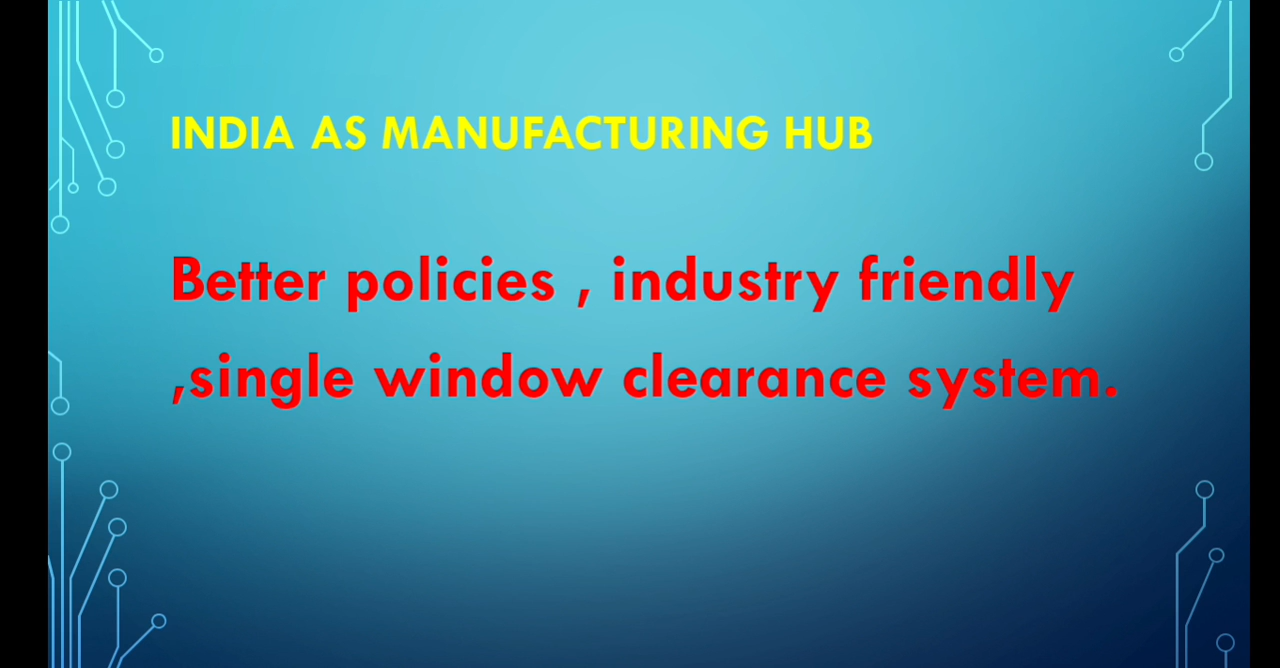 INDIA AS MANUFACTURING HUB
Better policies , industry friendly
,single window clearance system.